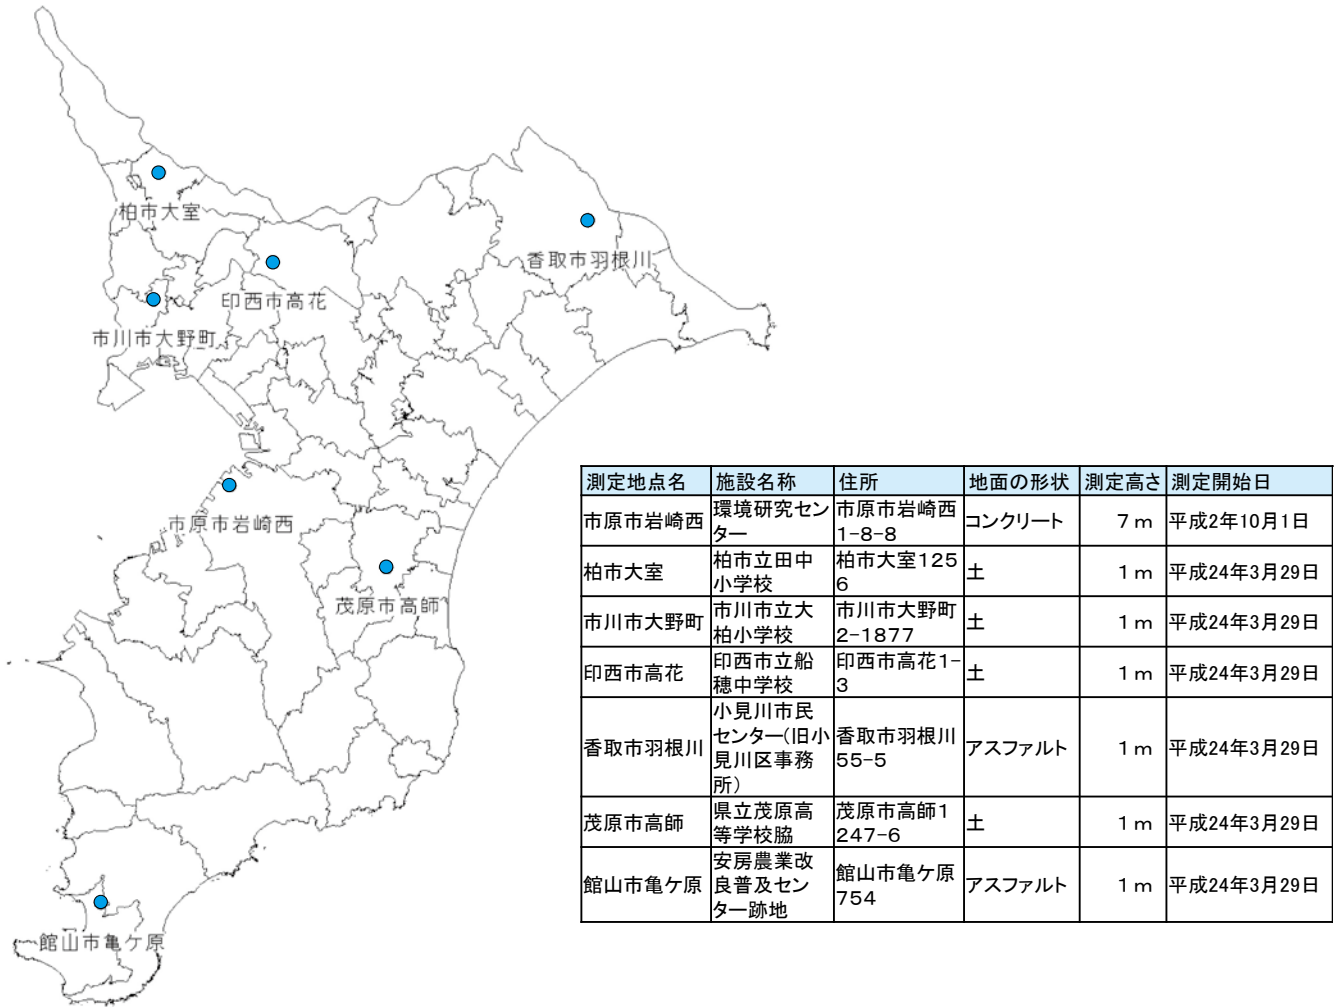 柏市大室
香取市羽根川
印西市高花
市川市大野町
市原市岩崎西
茂原市高師
館山市亀ケ原
測定地点名 施設名称 住所 地面の形状 測定高さ 測定開始日
市原市岩崎西 環境研究センター 市原市岩崎西1-8-8 コンクリート 7m 平成2年10月1日
柏市大室 柏市立田中小学校 柏市大室1256 土 1m 平成24年3月29日
市川市大野町 市川市立大柏小学校 市川市大野町2-1877 土 1m 平成24年3月29日
印西市高花 印西市立船穂中学校 印西市高花1-3 土 1m 平成24年3月29日
香取市羽根川 小見川市民センター(旧小見川区事務所) 香取市羽根川55-5 アスファルト 1m 平成24年3月29日
茂原市高師 県立茂原高等学校脇 茂原市高師1247-6 土 1m 平成24年3月29日
館山市亀ケ原 安房農業改良普及センター跡地 館山市亀ケ原754 アスファルト 1m 平成24年3月29日